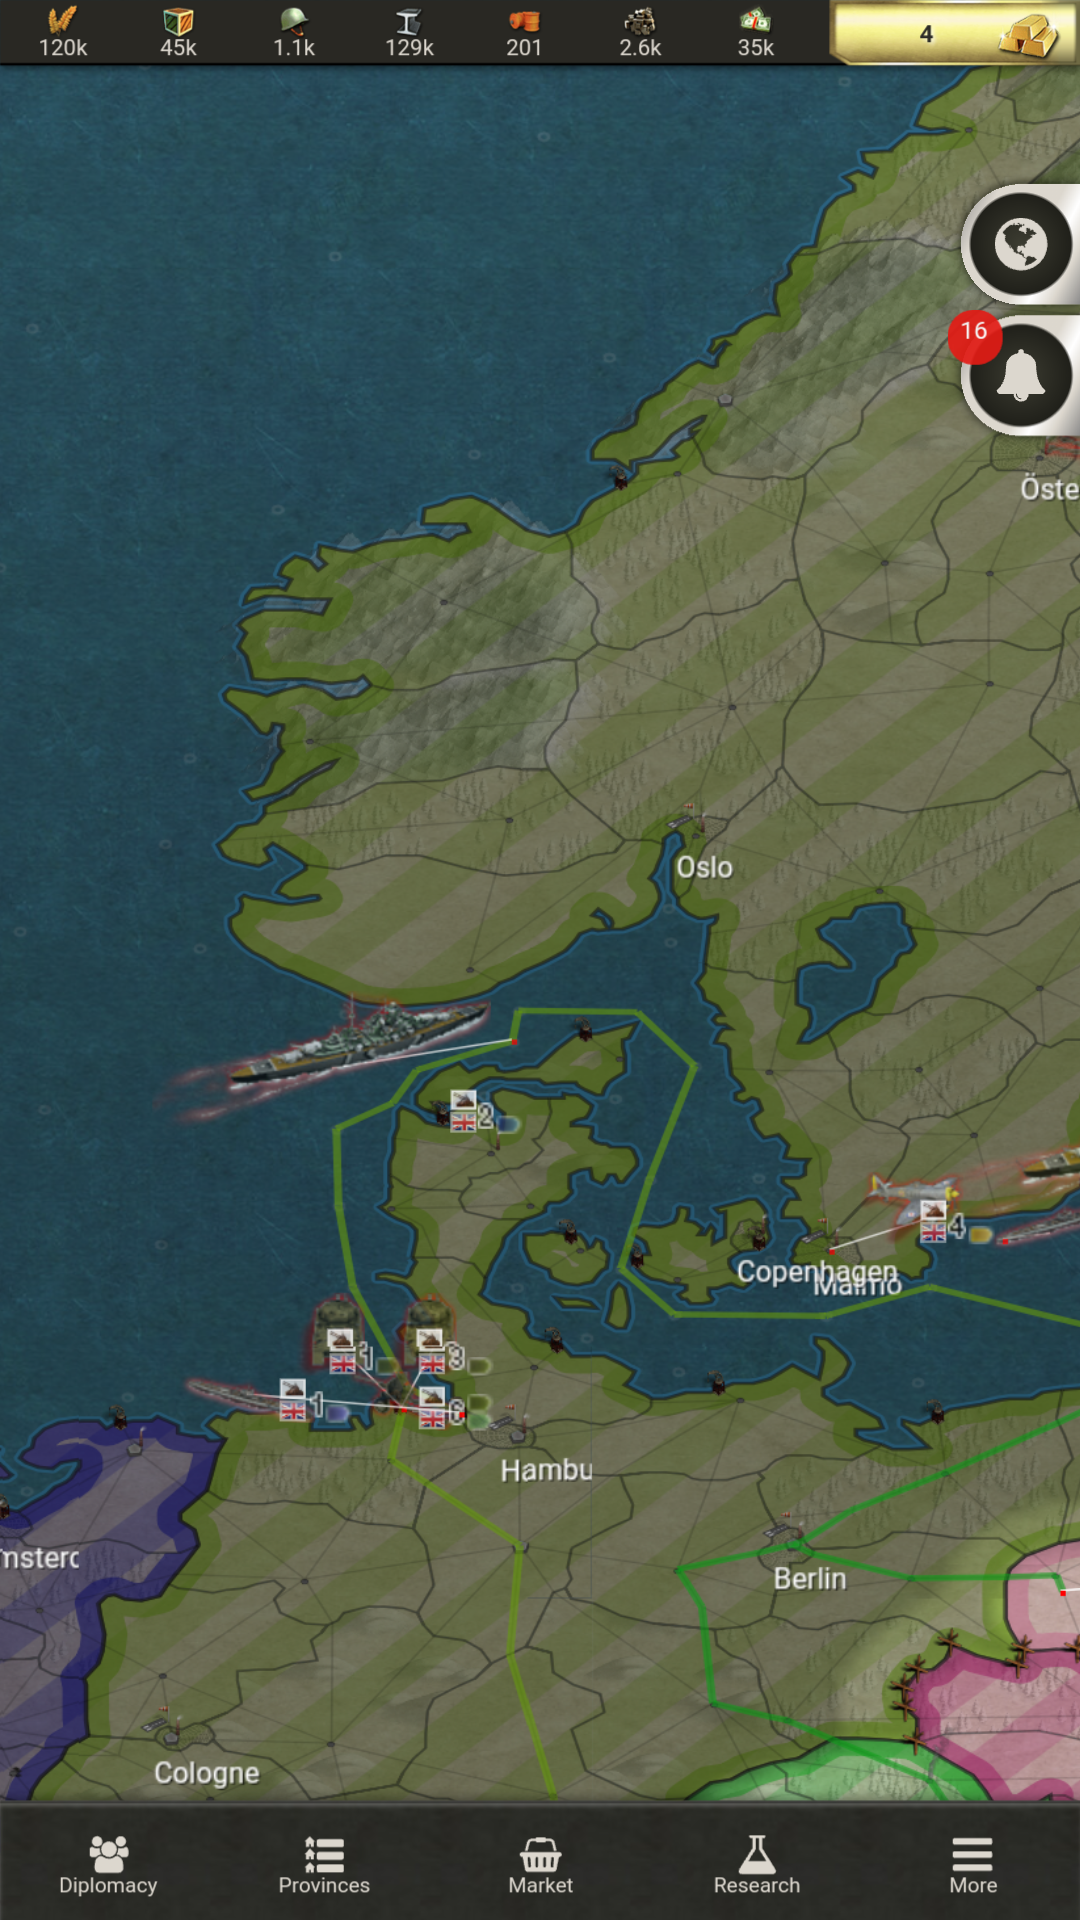 120k 45k 1.1k 129k 201 2.6k 35k 4
16
Öste
Oslo
2
4
Copenhagen
Malmö
1 3
1 6
Hambu
msterc
Berlin
Cologne
Diplomacy Provinces Market Research More